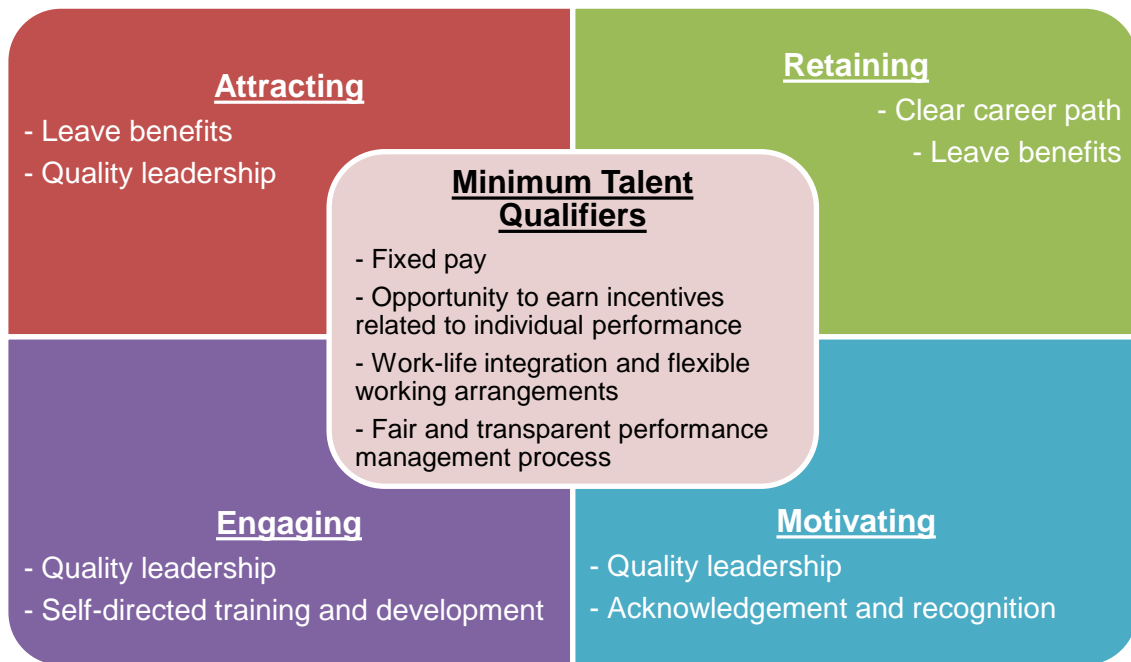 Attracting
- Leave benefits
- Quality leadership
Retaining
- Clear career path
- Leave benefits
Minimum Talent
Qualifiers
- Fixed pay
- Opportunity to earn incentives
related to individual performance
- Work-life integration and flexible
working arrangements
- Fair and transparent performance
management process
Engaging
- Quality leadership
- Self-directed training and development
Motivating
- Quality leadership
- Acknowledgement and recognition